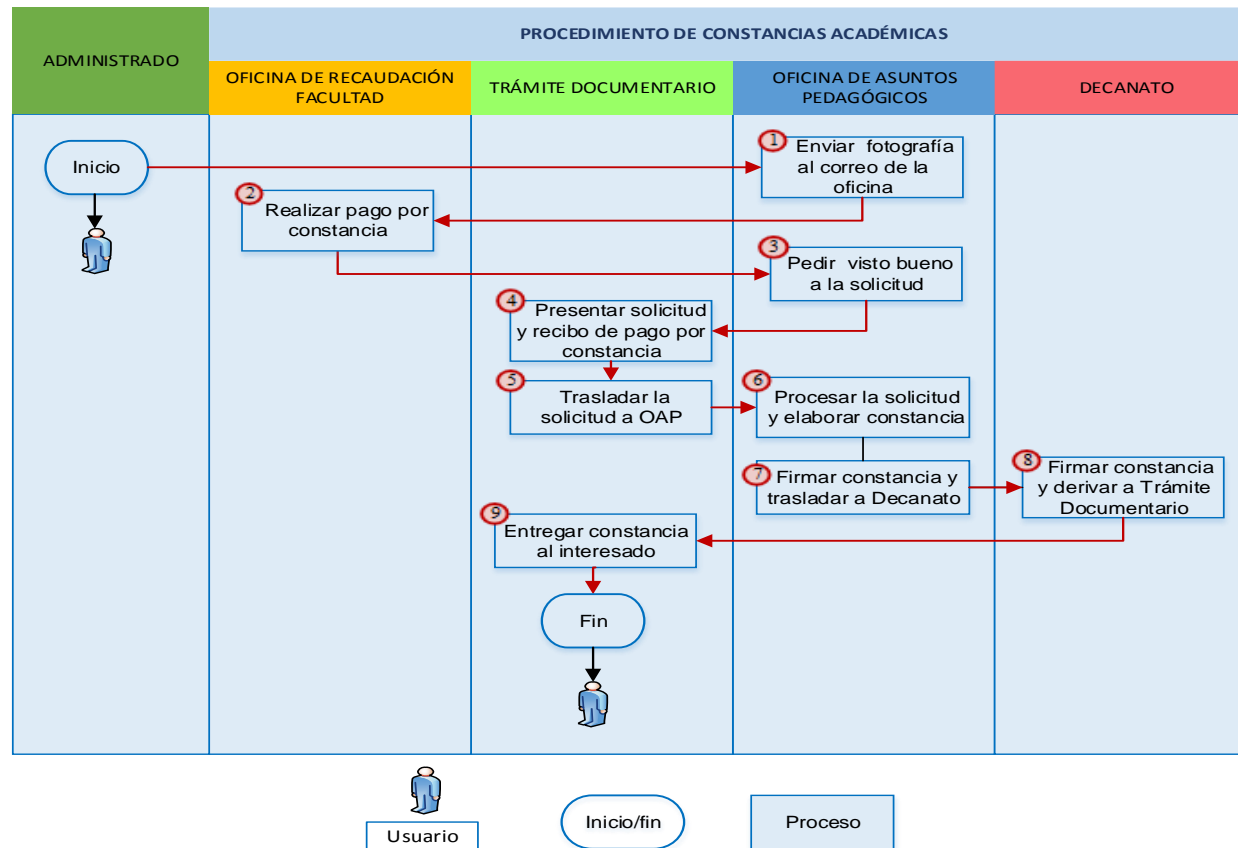 ADMINISTRADO
PROCEDIMIENTO DE CONSTANCIAS ACADÉMICAS
OFICINA DE RECAUDACIÓN
FACULTAD
TRÁMITE DOCUMENTARIO
OFICINA DE ASUNTOS
PEDAGÓGICOS
DECANATO
Inicio
1
Enviar fotografía
al correo de la
oficina
2
Realizar pago por
constancia
3
Pedir visto bueno
a la solicitud
4
Presentar solicitud
y recibo de pago por
constancia
5
Trasladar la
solicitud a OAP
6
Procesar la solicitud
y elaborar constancia
7
Firmar constancia y
trasladar a Decanato
8
Firmar constancia
y derivar a Trámite
Documentario
9
Entregar constancia
al interesado
Fin
Usuario
Inicio/fin
Proceso